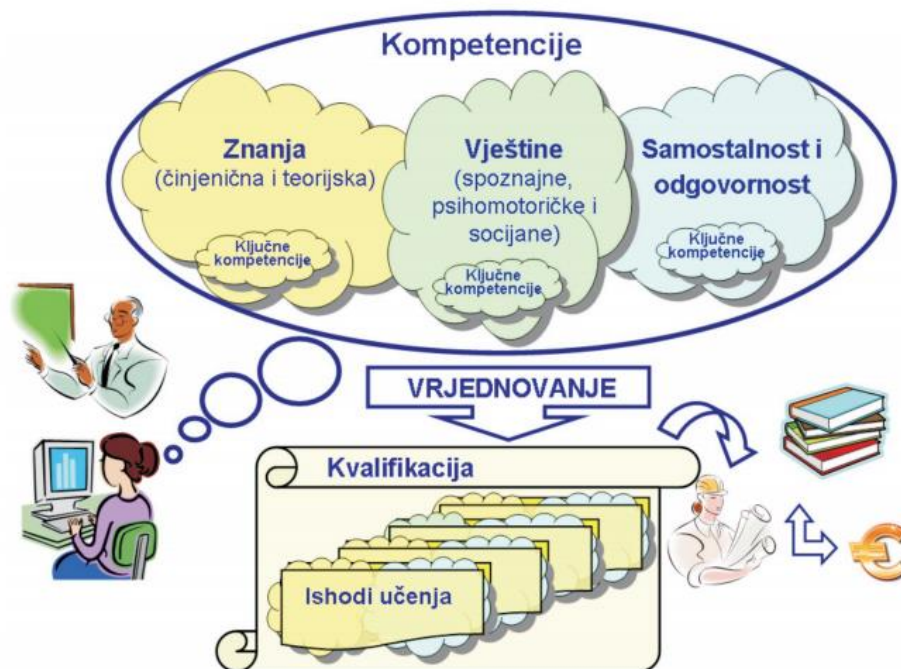 Kompetencije
Znanja
(činjenična i teorijska)
Ključne
kompetencije
Vještine
(spoznajne,
psihomotoričke i
socijane)
Ključne
kompetencije
Samostalnost i
odgovornost
Ključne
kompetencije
VRJEDNOVANJE
Kvalifikacija
Ishodi učenja